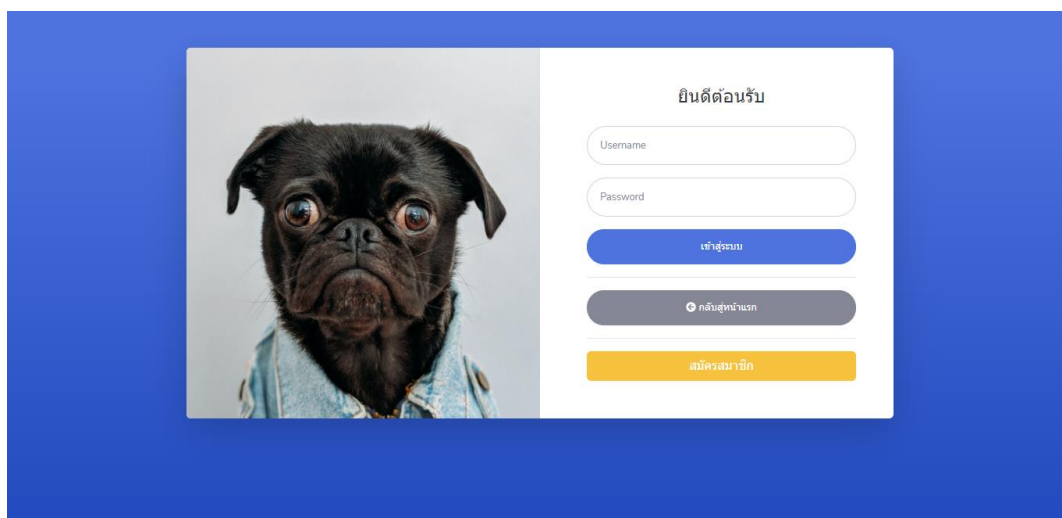 ยินดีต้อนรับ
Username
Password
เข้าสู่ระบบ
กลับสู่หน้าแรก
สมัครสมาชิก